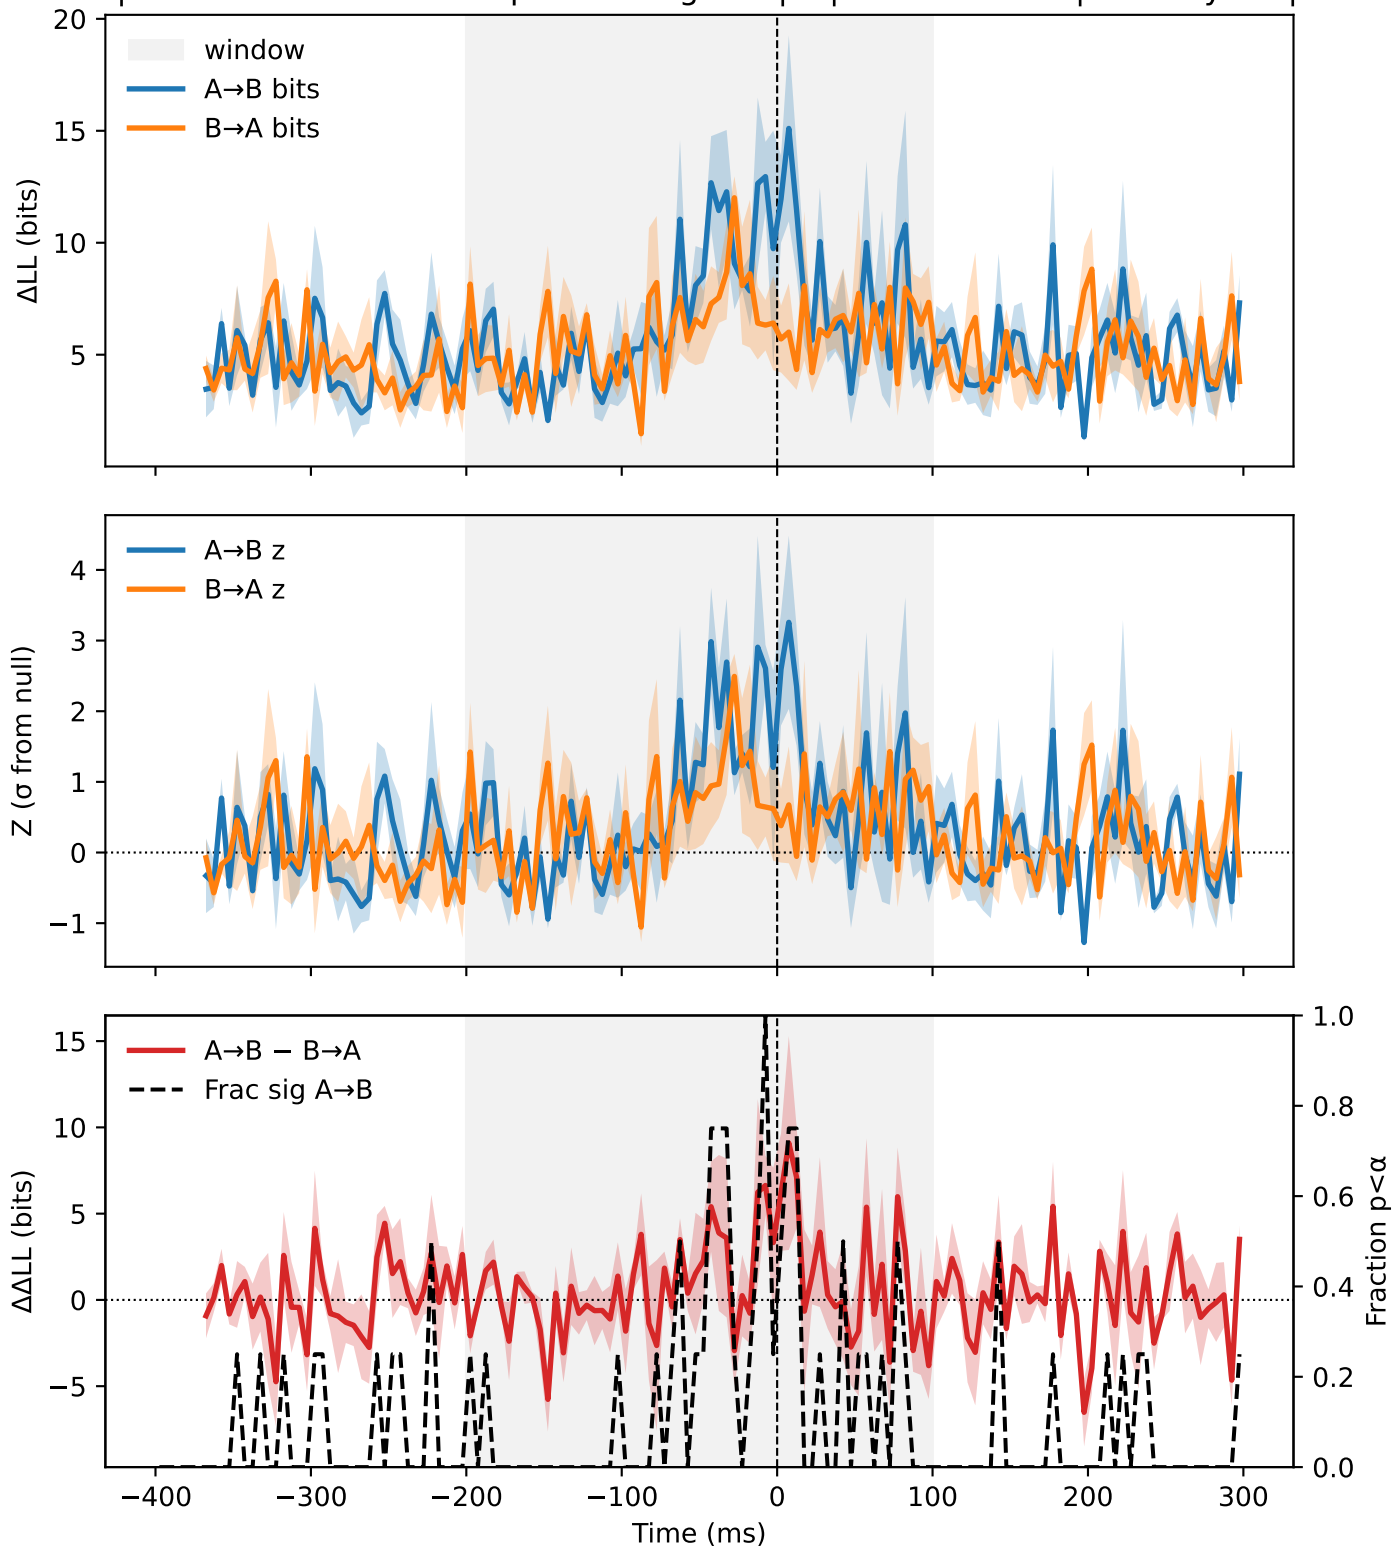 20
15
10
5
ΔLL (bits)
window
A→B bits
B→A bits
4
3
2
1
0
−1
Z (σ from null)
A→B z
B→A z
15
10
5
0
−5
ΔΔLL (bits)
A→B − B→A
Frac sig A→B
1.0
0.8
0.6
0.4
0.2
0.0
Fraction p<α
−400 −300 −200 −100 0 100 200 300
Time (ms)